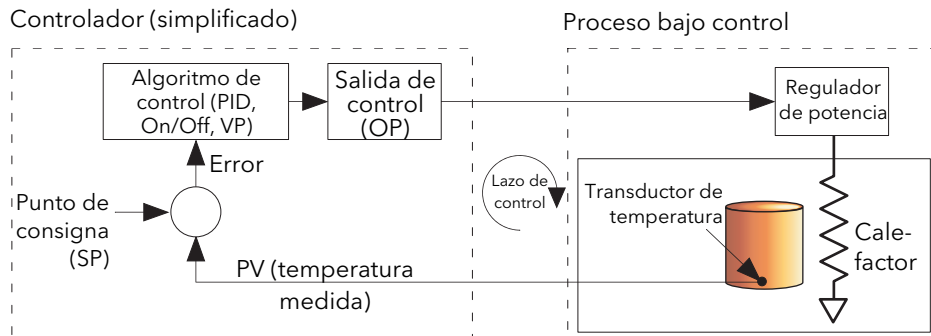 Controlador (simplificado)
Proceso bajo control
Algoritmo de
control (PID,
On/Off, VP)
Salida de
control
(OP)
Regulador
de potencia
Error
Punto de
consigna
(SP)
Lazo de
control
Transductor de
temperatura
Cale-
factor
PV (temperatura
medida)